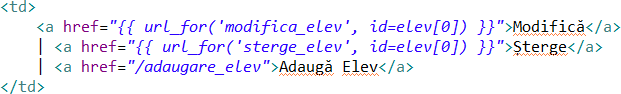 <td>
<a href="{{ url_for('modifica_elev', id=elev[0]) }}">Modifică</a>
| <a href="{{ url_for('sterge_elev', id=elev[0]) }}">Șterge</a>
| <a href="/adaugare_elev">Adaugă Elev</a>
</td>